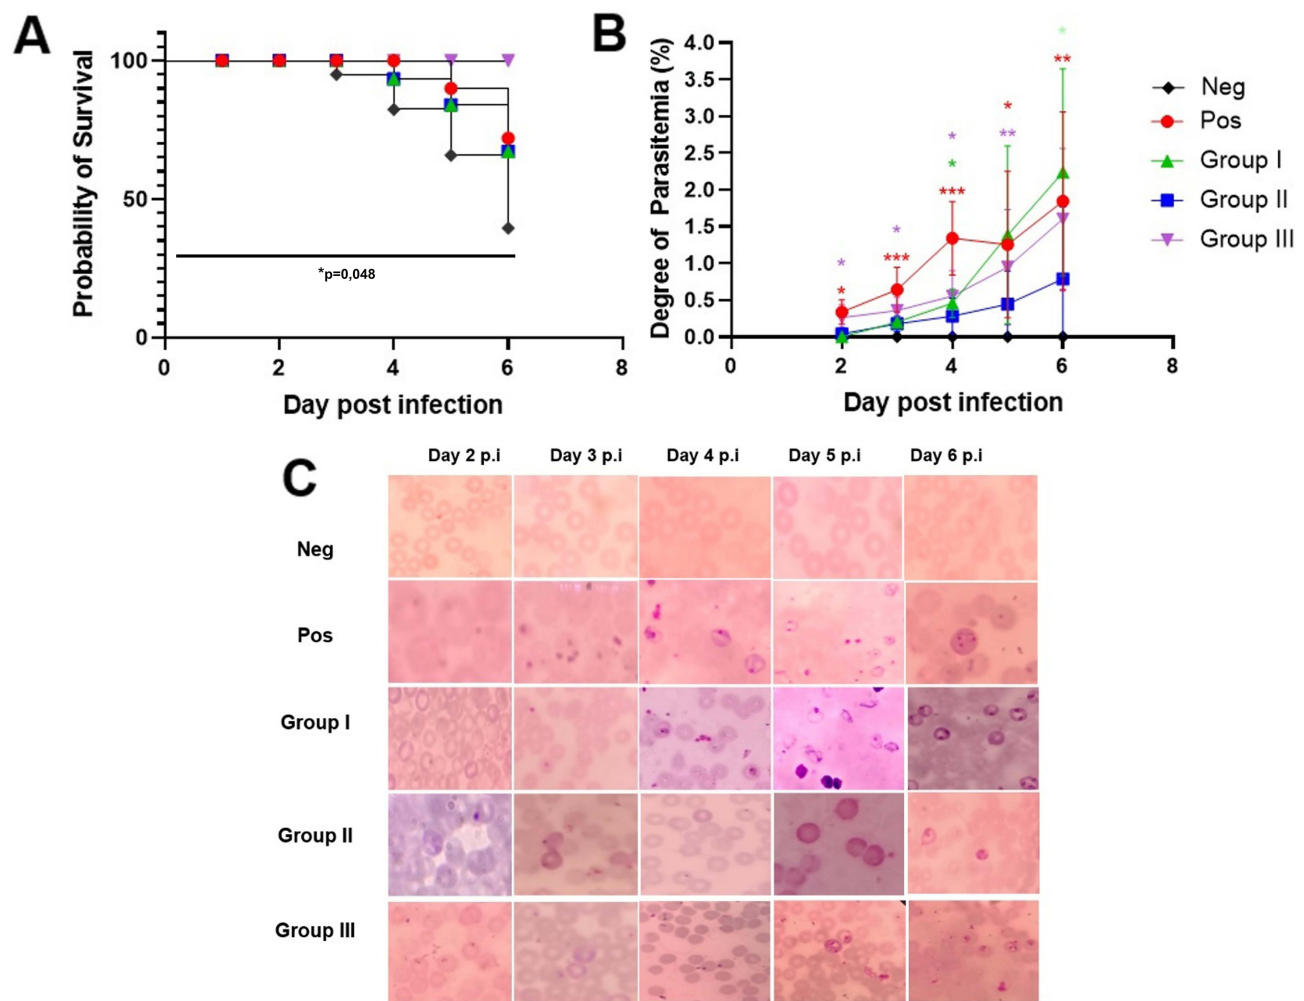 A
Probability of Survival
100
50
0
*p=0,048
0 2 4 6 8
Day post infection
B
Degree of Parasitemia (%)
4.0
3.5
3.0
2.5
2.0
1.5
1.0
0.5
0.0
* *
* ***
* * ***
* **
* **
0 2 4 6 8
Day post infection
Neg
Pos
Group I
Group II
Group III
C
Day 2 p.i Day 3 p.i Day 4 p.i Day 5 p.i Day 6 p.i
Neg
Pos
Group I
Group II
Group III